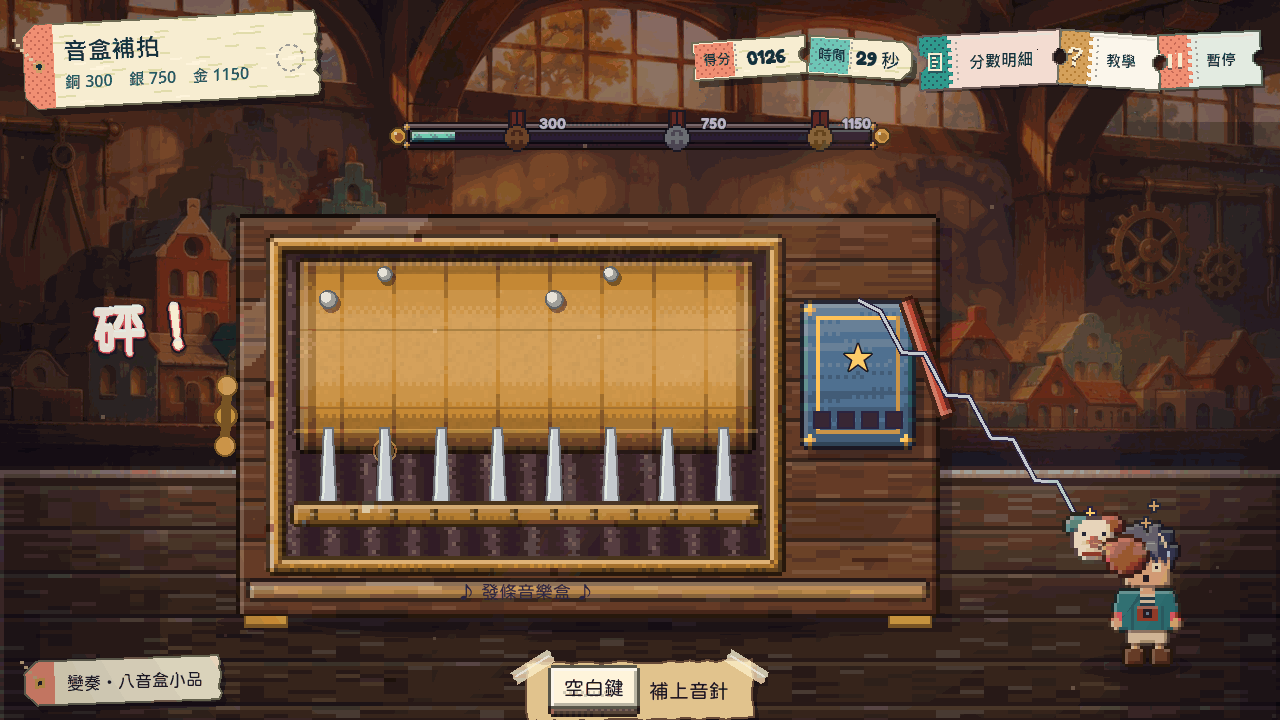 音盒補拍
銅 300 銀 750 金 1150
得分 0126
時間 29 秒
分數明細
教學
暫停
300 750 1150
砰！
♪ 發條音樂盒 ♪
變奏・八音盒小品
空白鍵 補上音針